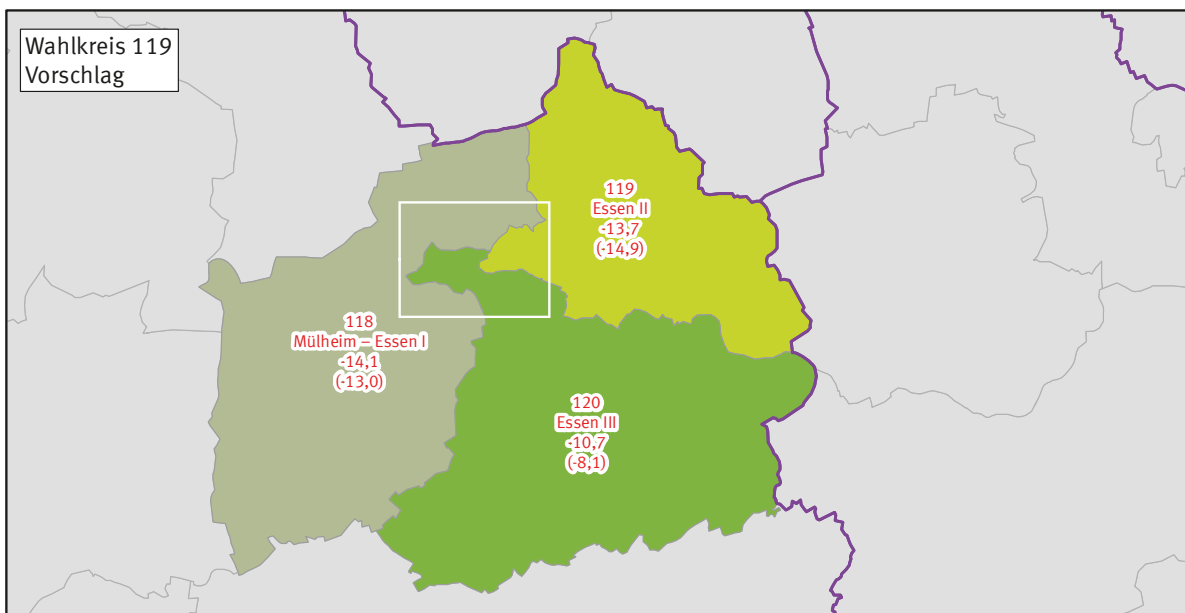 Wahlkreis 119
Vorschlag
119
Essen II
-13,7
(-14,9)
118
Mülheim – Essen I
-14,1
(-13,0)
120
Essen III
-10,7
(-8,1)